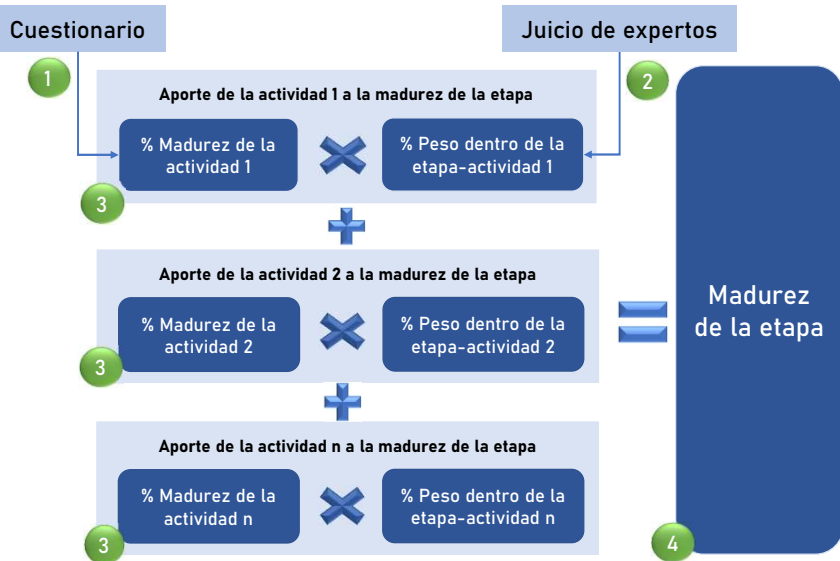 Cuestionario
Juicio de expertos
1
2
Aporte de la actividad 1 a la madurez de la etapa
% Madurez de la
actividad 1
% Peso dentro de la
etapa-actividad 1
3
Aporte de la actividad 2 a la madurez de la etapa
% Madurez de la
actividad 2
% Peso dentro de la
etapa-actividad 2
3
Aporte de la actividad n a la madurez de la etapa
% Madurez de la
actividad n
% Peso dentro de la
etapa-actividad n
3
Madurez
de la etapa
4